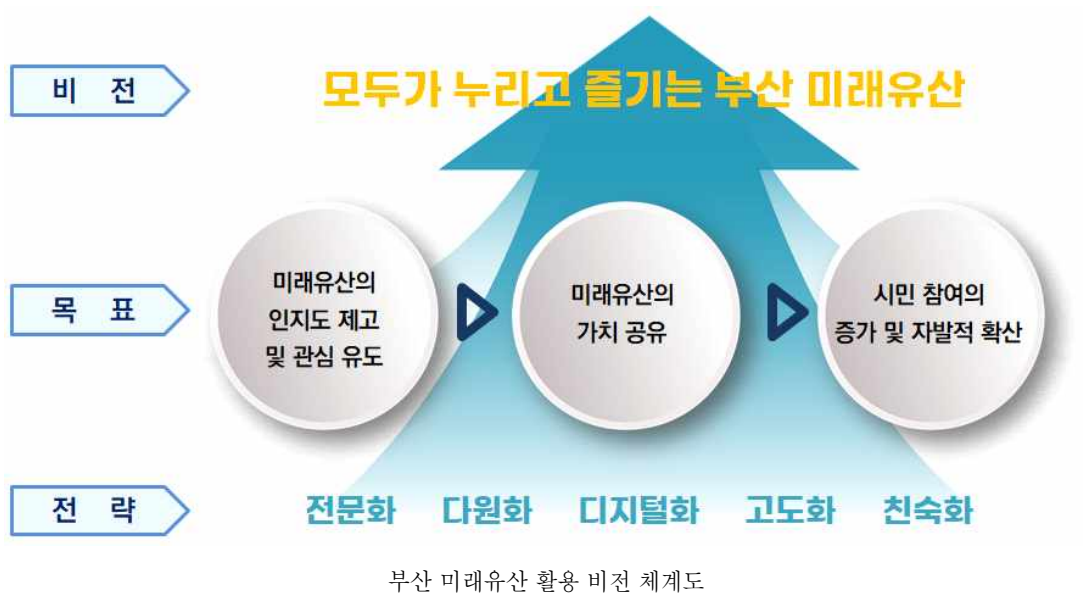 비 전
모두가 누리고 즐기는 부산 미래유산
목 표
미래유산의
인지도 제고
및 관심 유도
미래유산의
가치 공유
시민 참여의
증가 및 자발적 확산
전 략
전문화 다원화 디지털화 고도화 친숙화
부산 미래유산 활용 비전 체계도